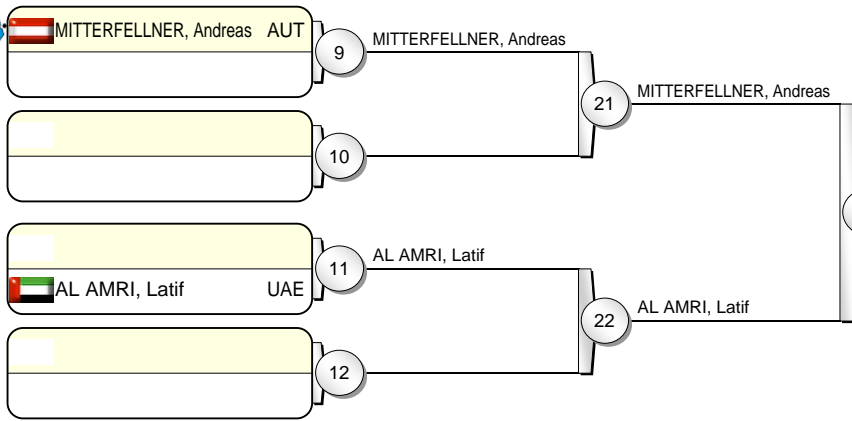 MITTERFELLNER, Andreas AUT
9
MITTERFELLNER, Andreas
21
MITTERFELLNER, Andreas
10
11
AL AMRI, Latif
AL AMRI, Latif UAE
22
AL AMRI, Latif
12